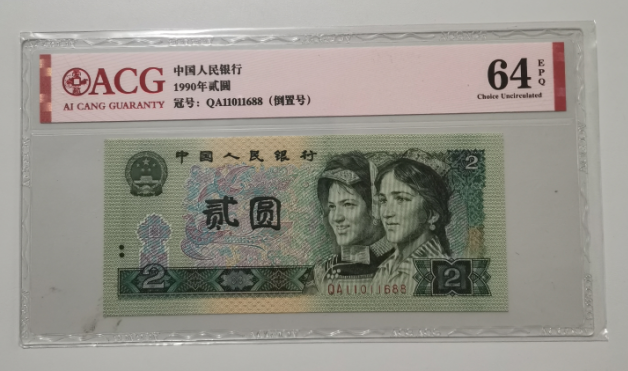 ACG
AI CANG GUARANTY
中国人民银行
1990年贰圆
冠号：QA11011688（倒置号）
64
EPQ
Choice Uncirculated
中国人民银行
2
贰圆
2
2
QA11011688